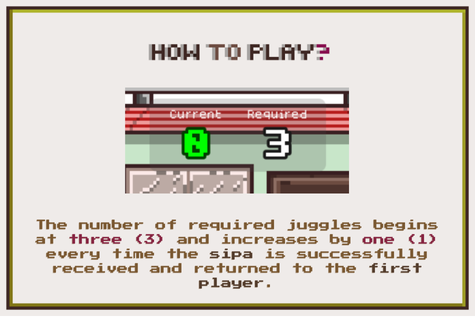 HOW TO PLAY?
Current Required
0 3
The number of required juggles begins
at three (3) and increases by one (1)
every time the sipa is successfully
received and returned to the first
player.